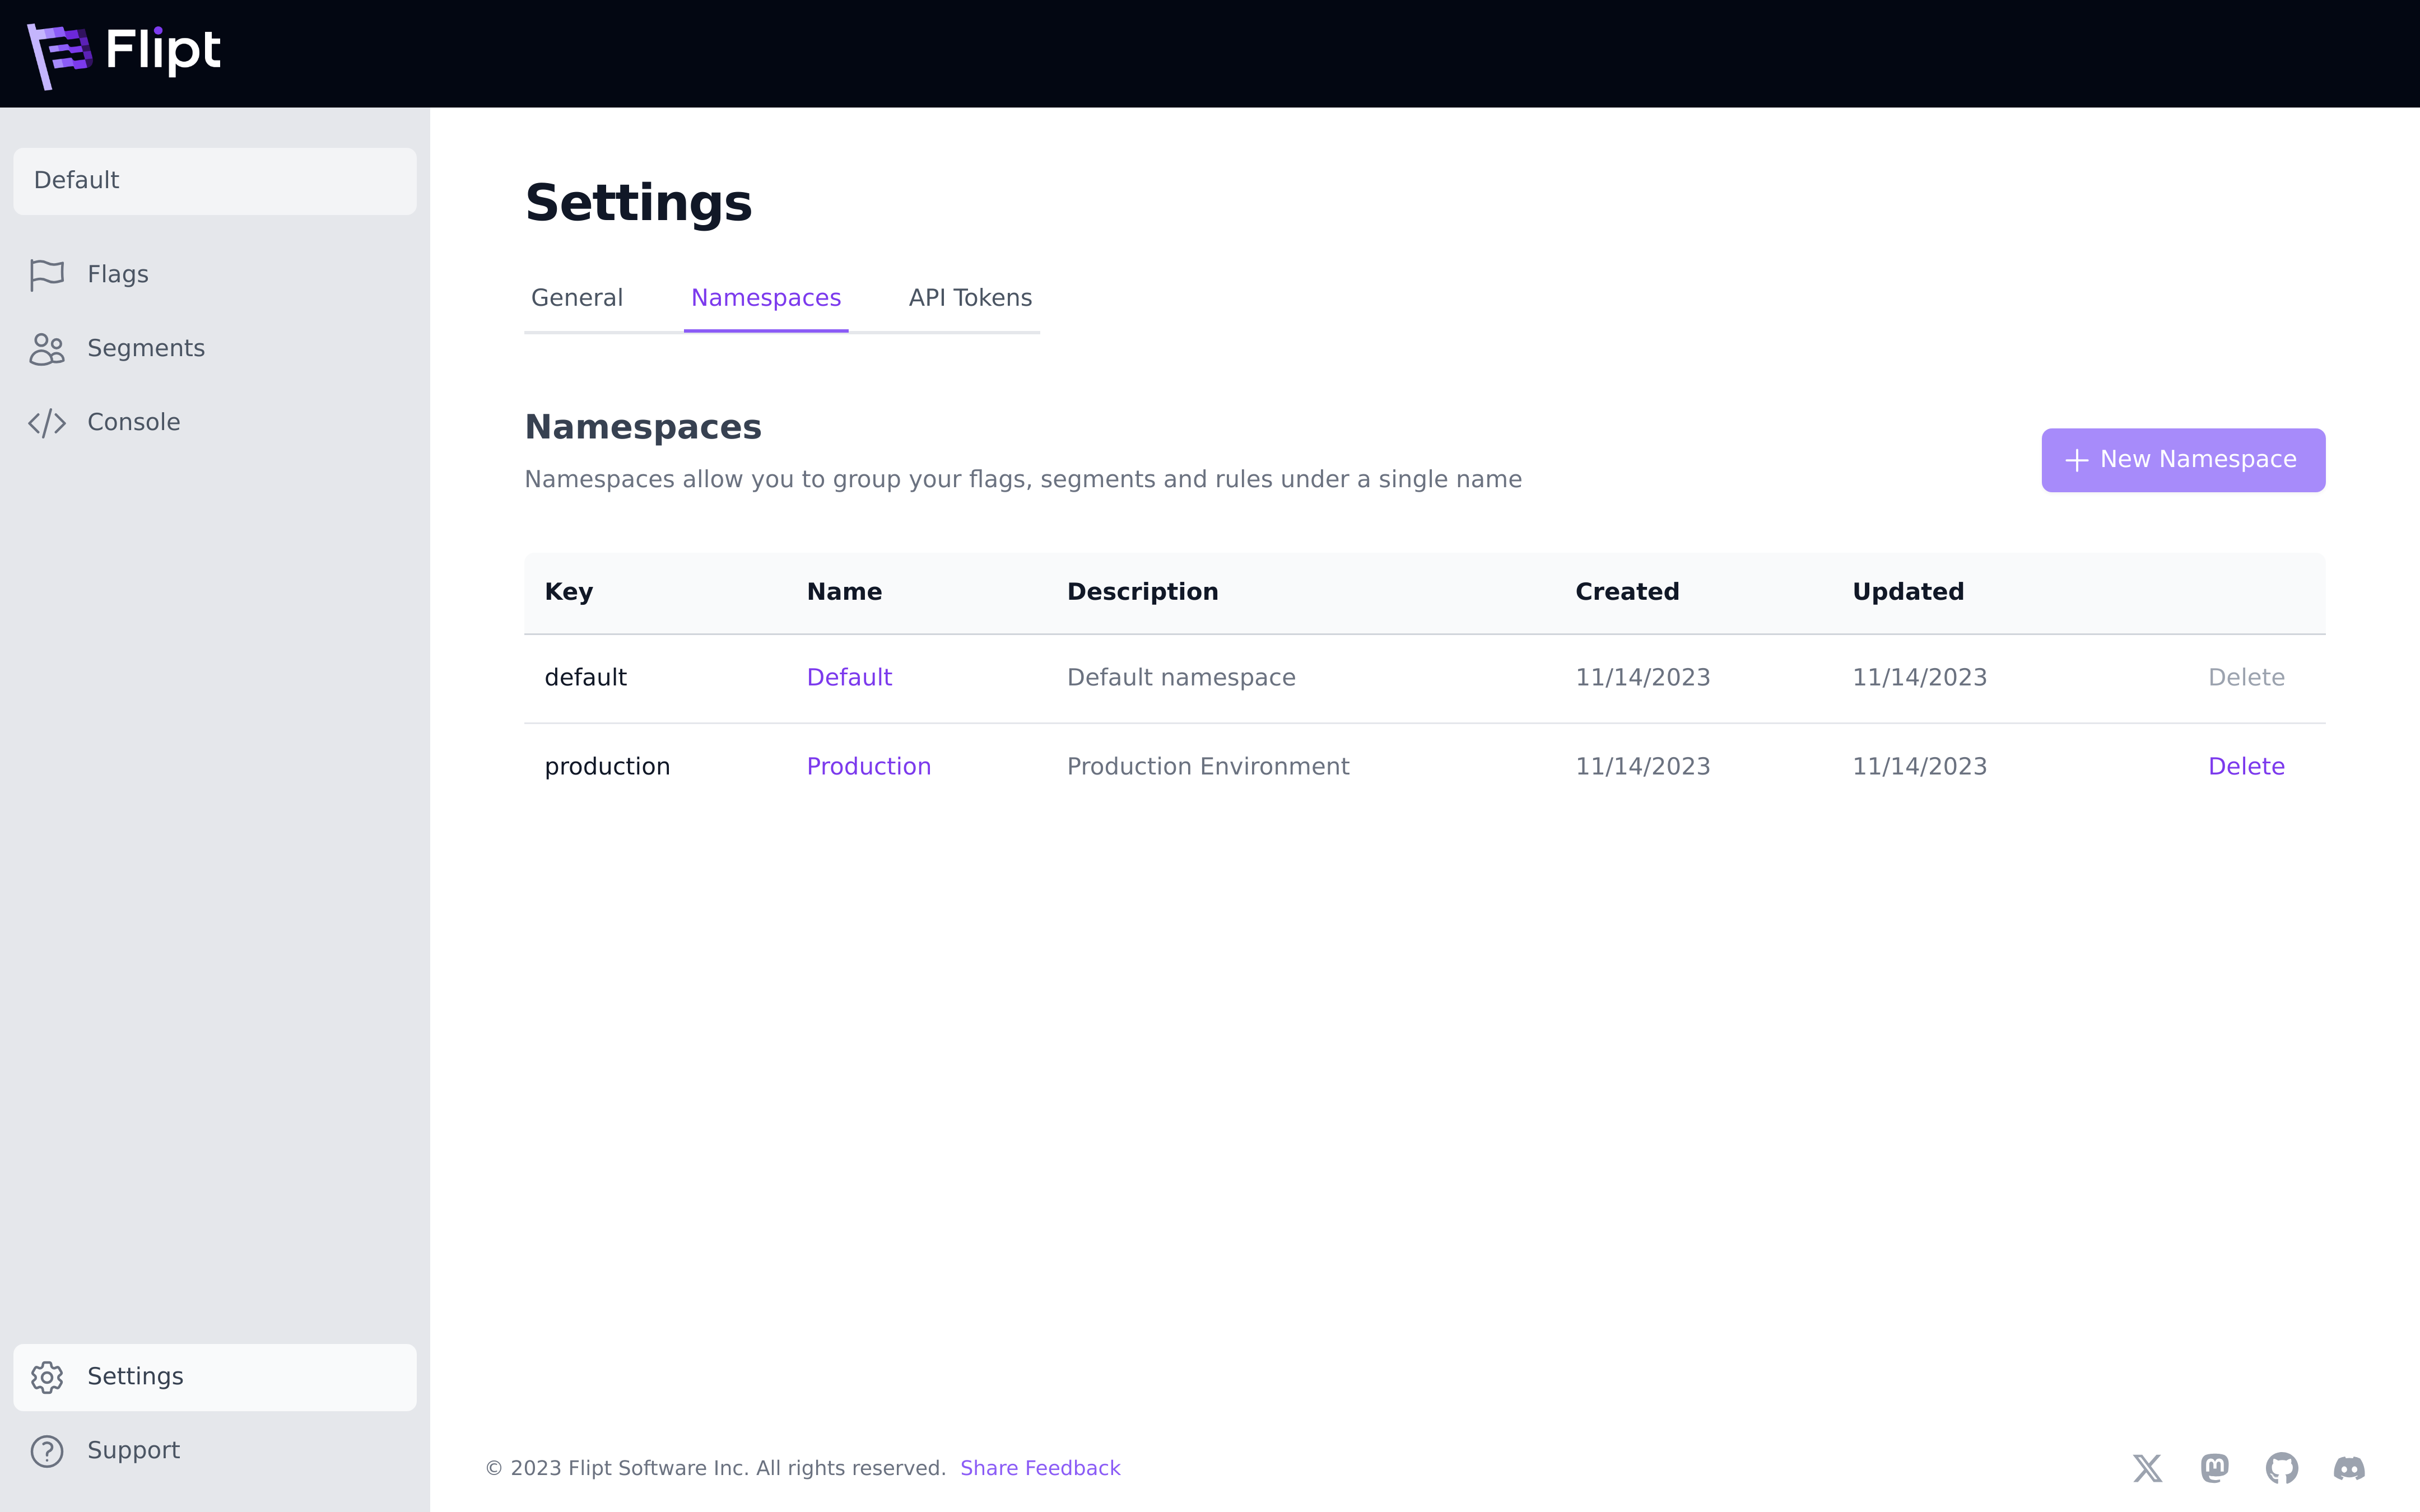 Flipt
Default
Flags
Segments
Console
Settings
Support
Settings
General Namespaces API Tokens
Namespaces
Namespaces allow you to group your flags, segments and rules under a single name
New Namespace
Key Name Description Created Updated
default Default Default namespace 11/14/2023 11/14/2023 Delete
production Production Production Environment 11/14/2023 11/14/2023 Delete
© 2023 Flipt Software Inc. All rights reserved. Share Feedback